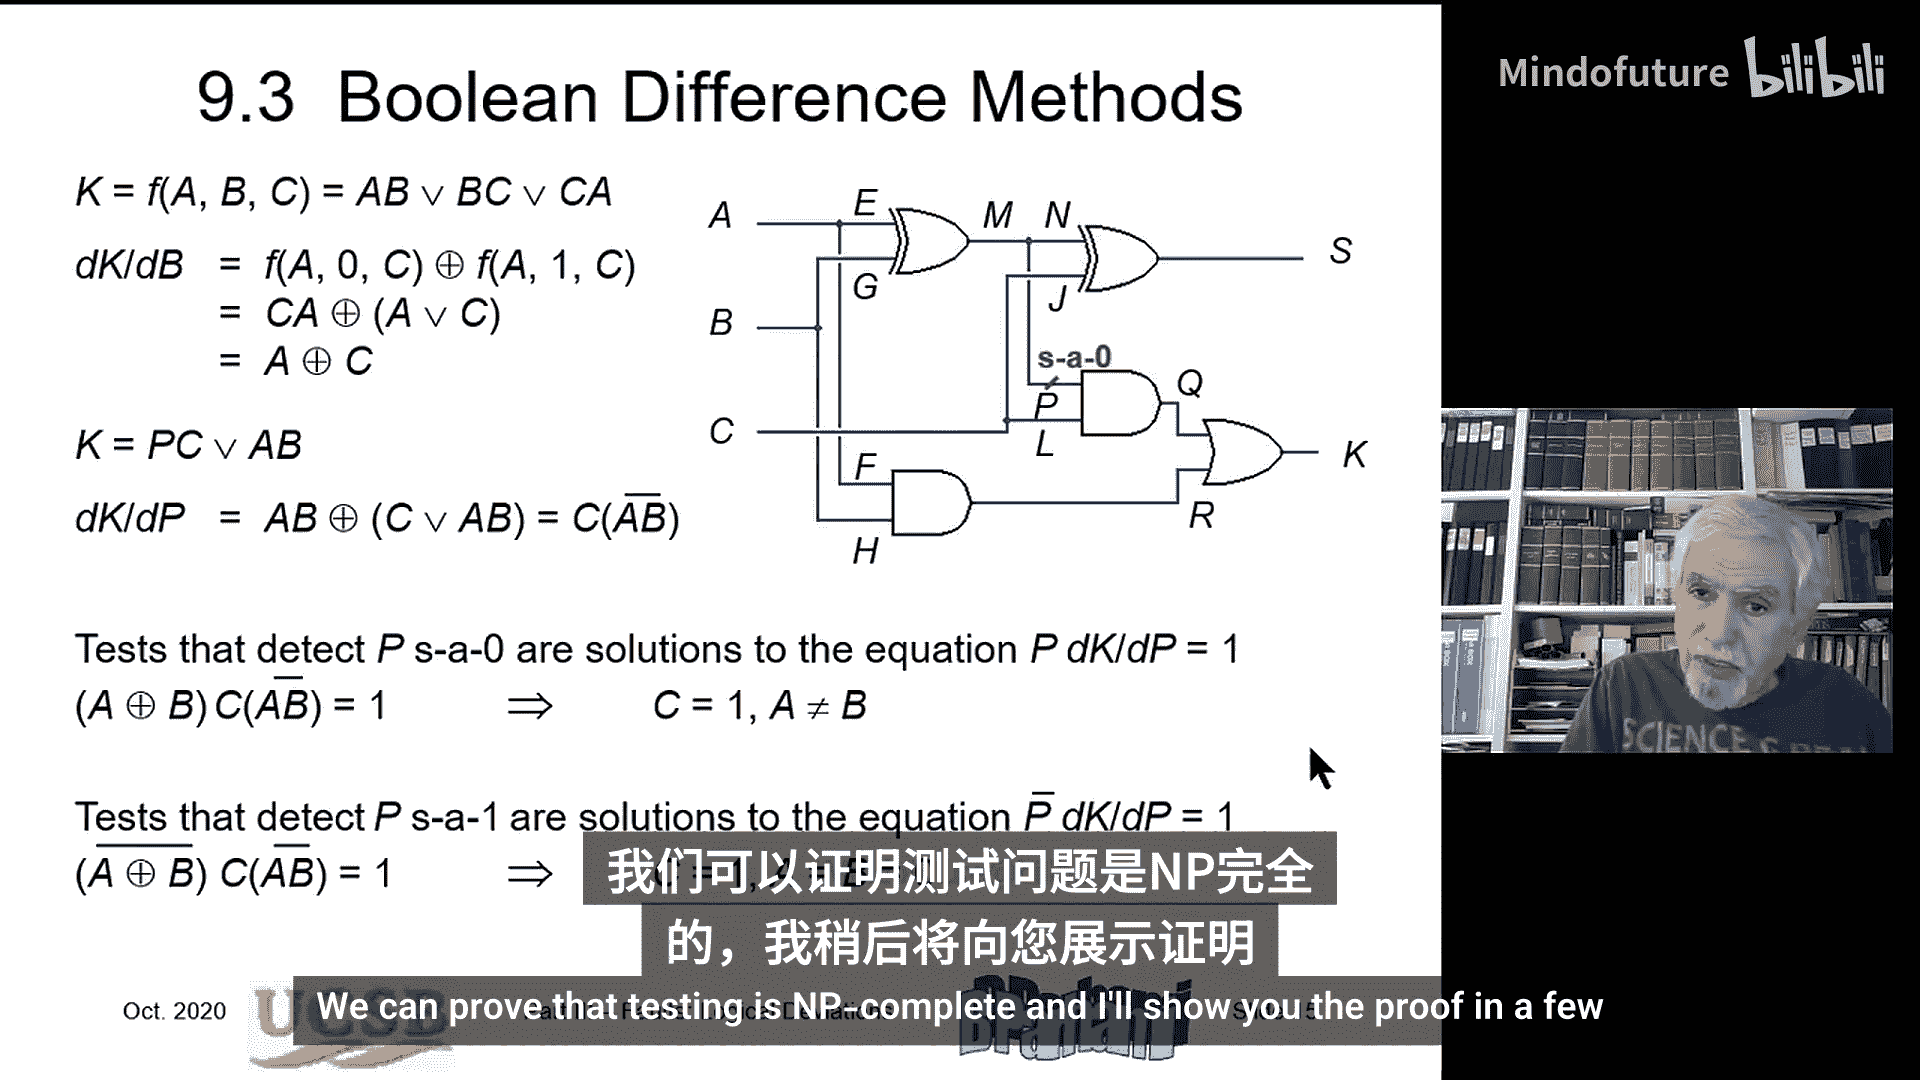 9.3 Boolean Difference Methods
Mindofuture bilibili
K = f(A, B, C) = AB ∨ BC ∨ CA
dK/dB = f(A, 0, C) ⊕ f(A, 1, C)
= CA ⊕ (A ∨ C)
= A ⊕ C
K = PC ∨ AB
dK/dP = AB ⊕ (C ∨ AB) = C(A̅B̅)
A
E
M
N
S
G
J
B
s-a-0
Q
P
C
L
K
F
R
H
Tests that detect P s-a-0 are solutions to the equation P dK/dP = 1
(A ⊕ B) C(A̅B̅) = 1 ⇒ C = 1, A ≠ B
SCIENCE
Tests that detect P s-a-1 are solutions to the equation P̅ dK/dP = 1
(A̅ ⊕ B̅) C(A̅B̅) = 1 ⇒
我们可以证明测试问题是NP完全
的，我稍后将向您展示证明
Oct. 2020
UCSB
We can prove that testing is NP-complete and I'll show you the proof in a few